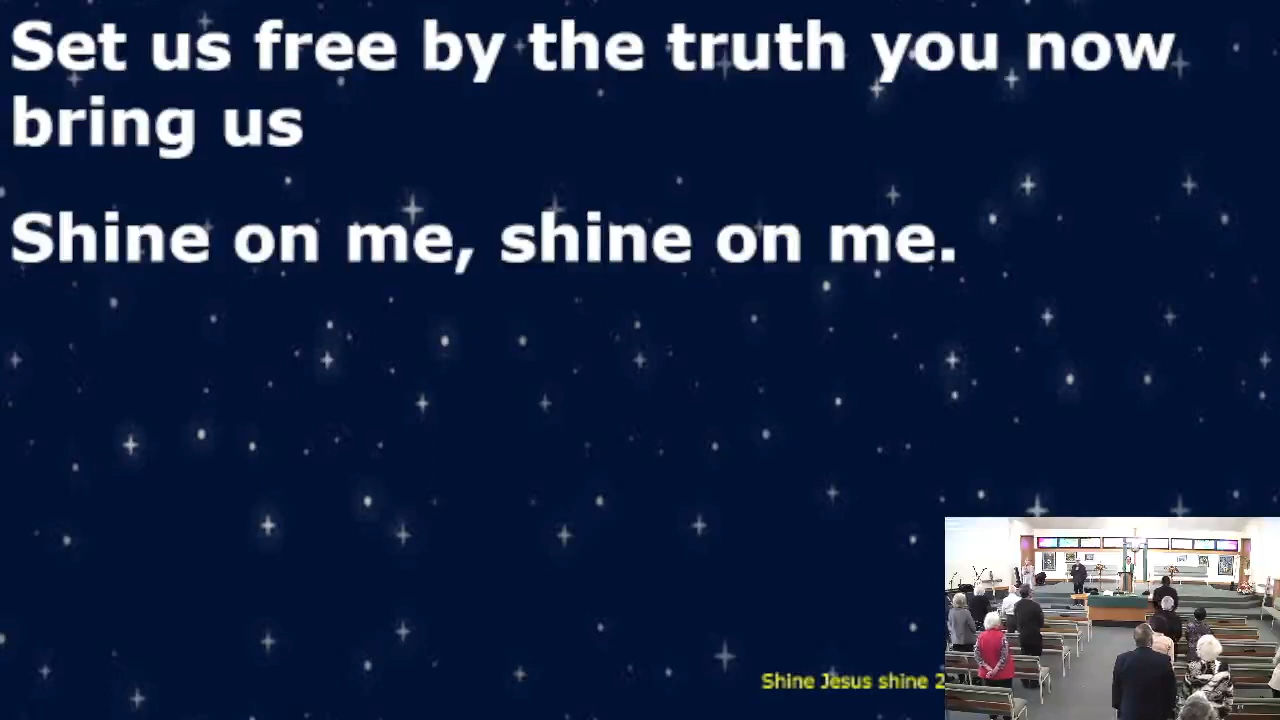 Set us free by the truth you now
bring us
Shine on me, shine on me.
Shine Jesus shine 2